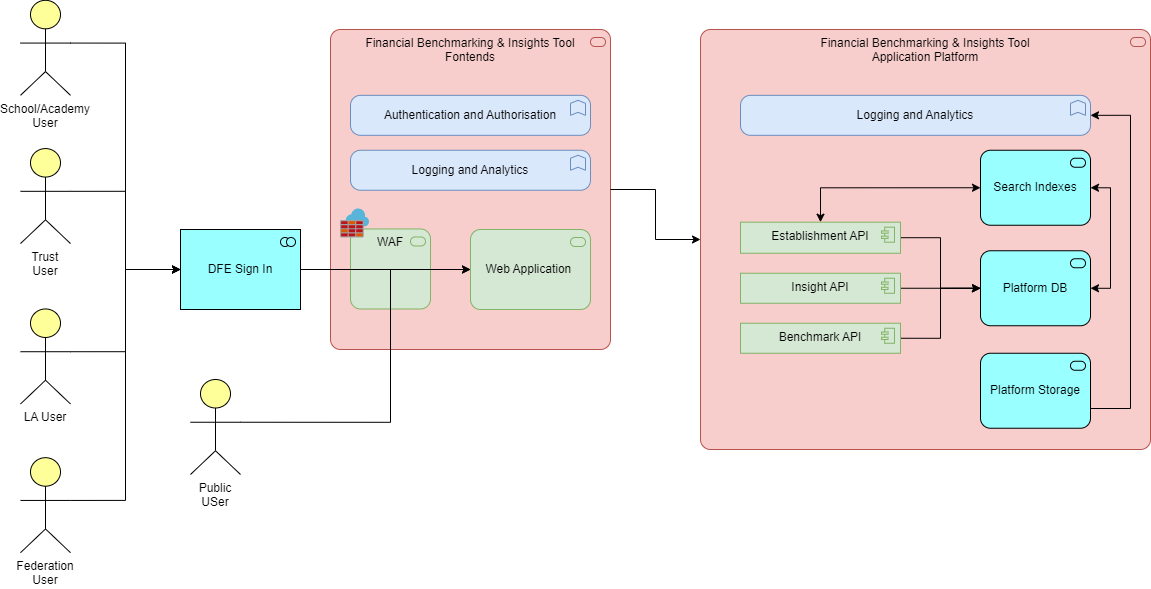 School/Academy
User
Trust
User
LA User
Federation
User
DFE Sign In
Public
USer
Financial Benchmarking & Insights Tool
Fontends
Authentication and Authorisation
Logging and Analytics
WAF
Web Application
Financial Benchmarking & Insights Tool
Application Platform
Logging and Analytics
Search Indexes
Establishment API
Insight API
Platform DB
Benchmark API
Platform Storage